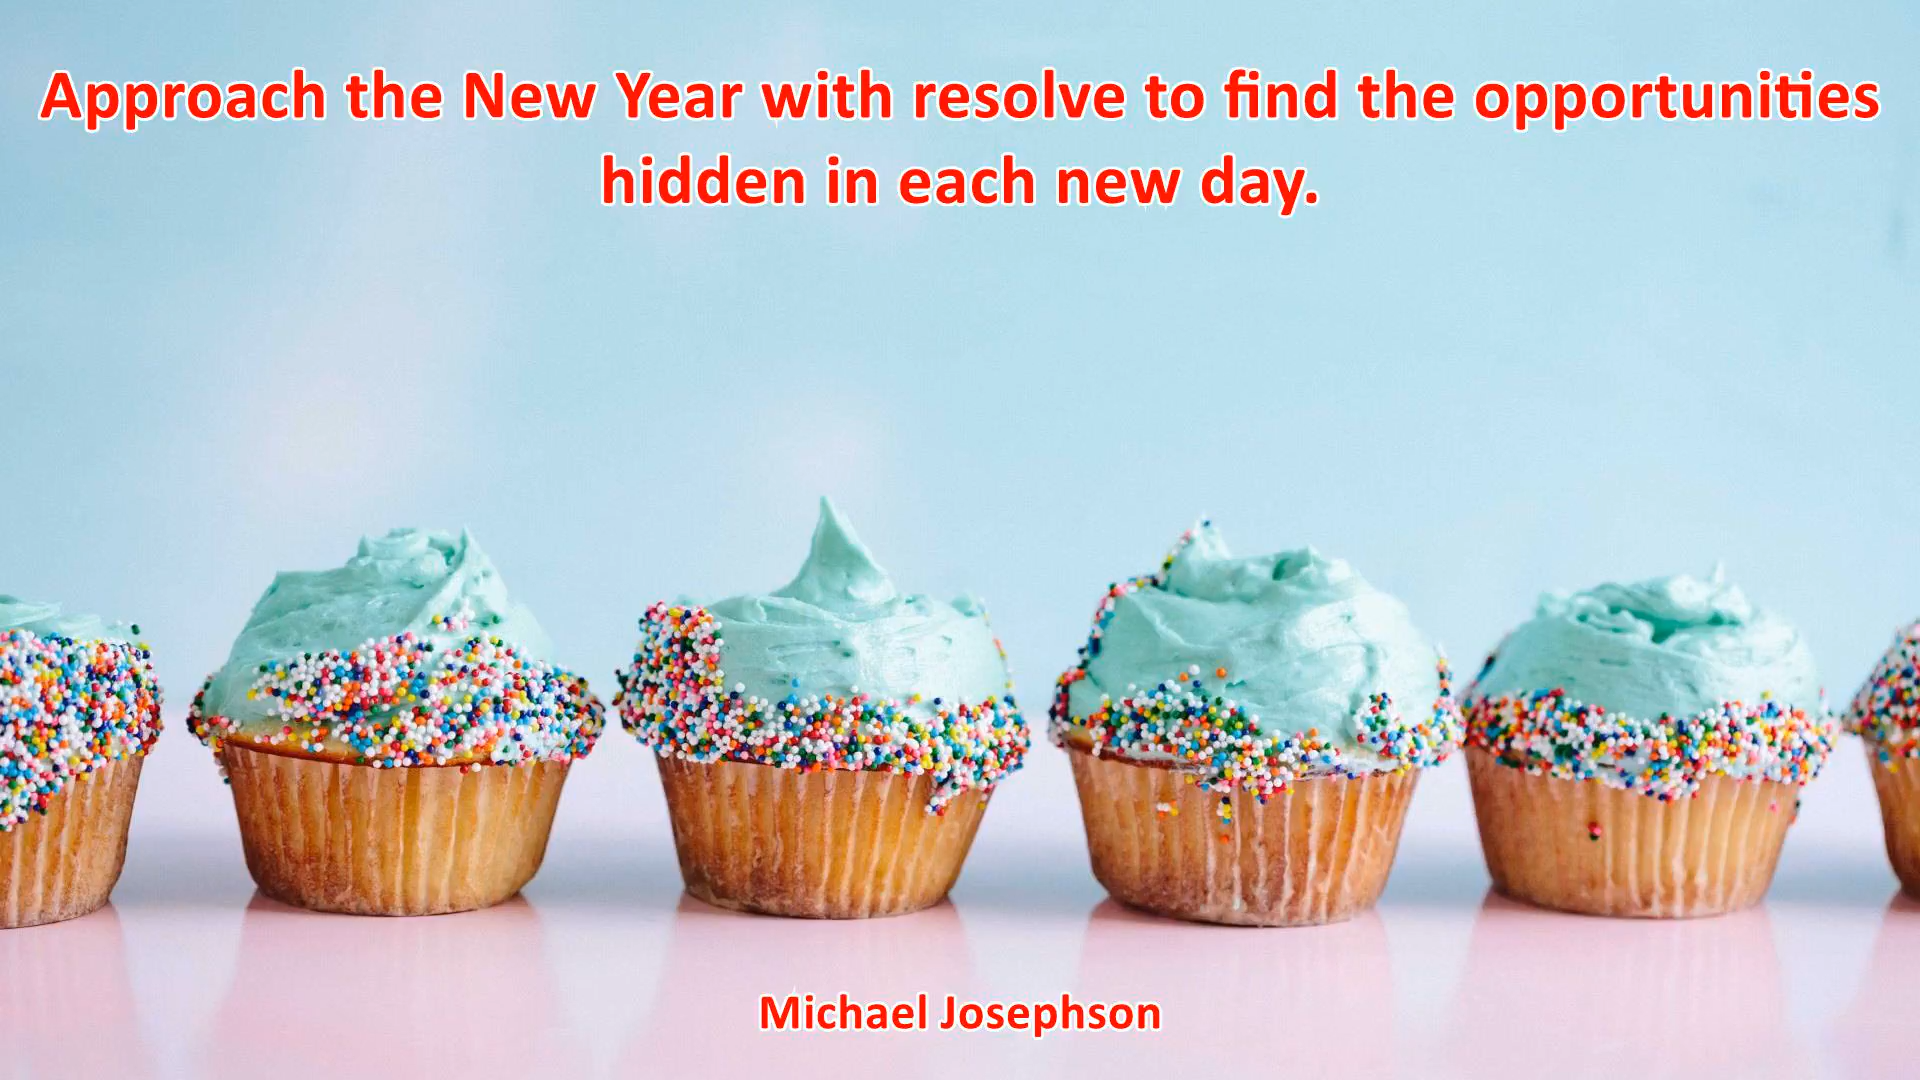 Approach the New Year with resolve to find the opportunities
hidden in each new day.
Michael Josephson